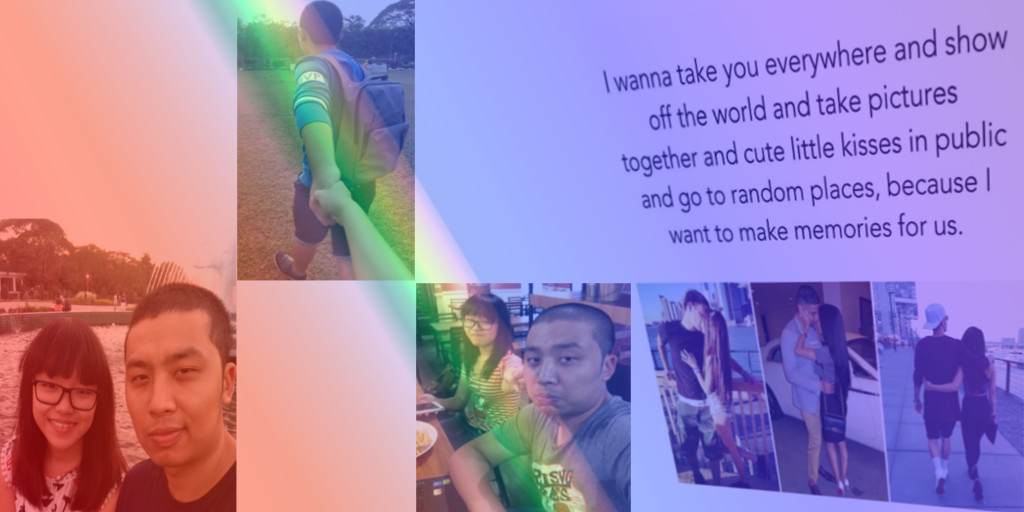 I wanna take you everywhere and show
off the world and take pictures
together and cute little kisses in public
and go to random places, because I
want to make memories for us.